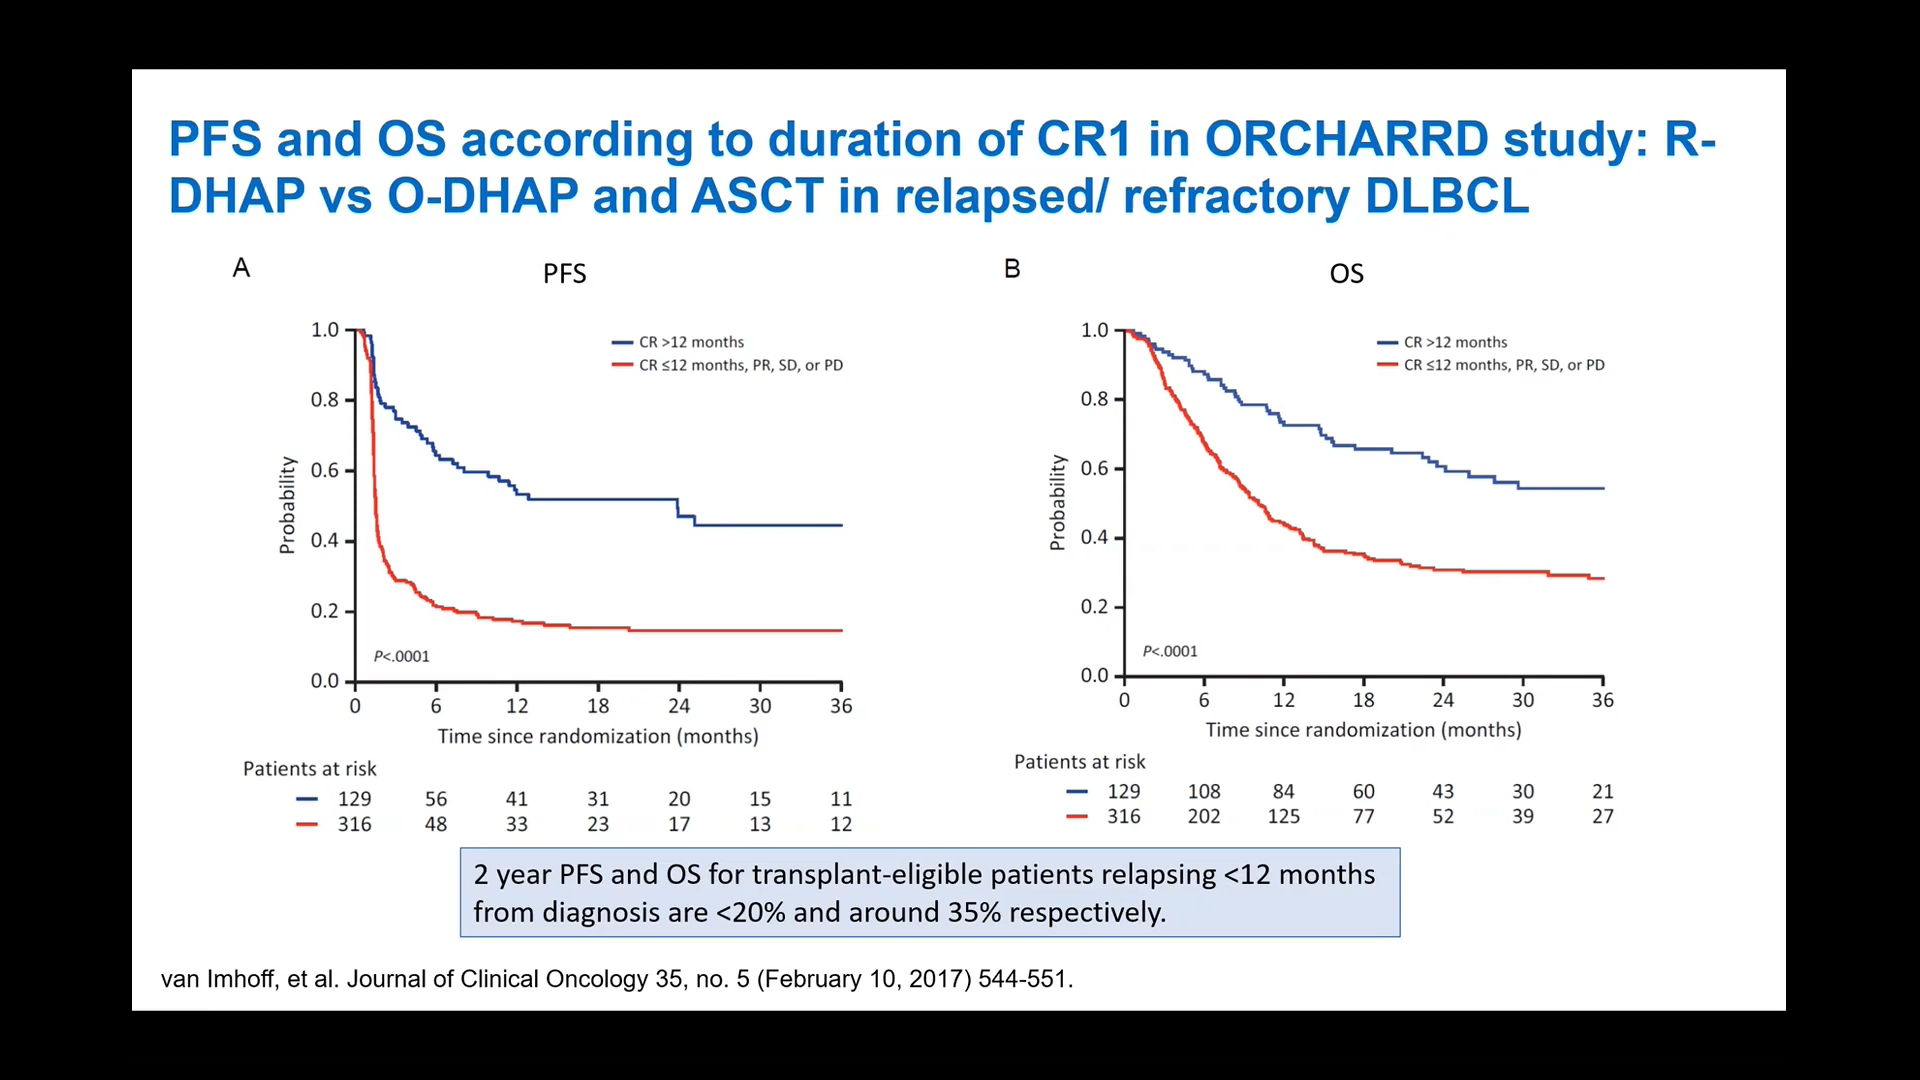 PFS and OS according to duration of CR1 in ORCHARRD study: R-
DHAP vs O-DHAP and ASCT in relapsed/ refractory DLBCL
A
PFS
1.0
0.8
0.6
0.4
0.2
0.0
Probability
CR >12 months
CR ≤12 months, PR, SD, or PD
P<.0001
0 6 12 18 24 30 36
Time since randomization (months)
Patients at risk
129 56 41 31 20 15 11
316 48 33 23 17 13 12
B
OS
1.0
0.8
0.6
0.4
0.2
0.0
Probability
CR >12 months
CR ≤12 months, PR, SD, or PD
P<.0001
0 6 12 18 24 30 36
Time since randomization (months)
Patients at risk
129 108 84 60 43 30 21
316 202 125 77 52 39 27
2 year PFS and OS for transplant-eligible patients relapsing <12 months
from diagnosis are <20% and around 35% respectively.
van Imhoff, et al. Journal of Clinical Oncology 35, no. 5 (February 10, 2017) 544-551.